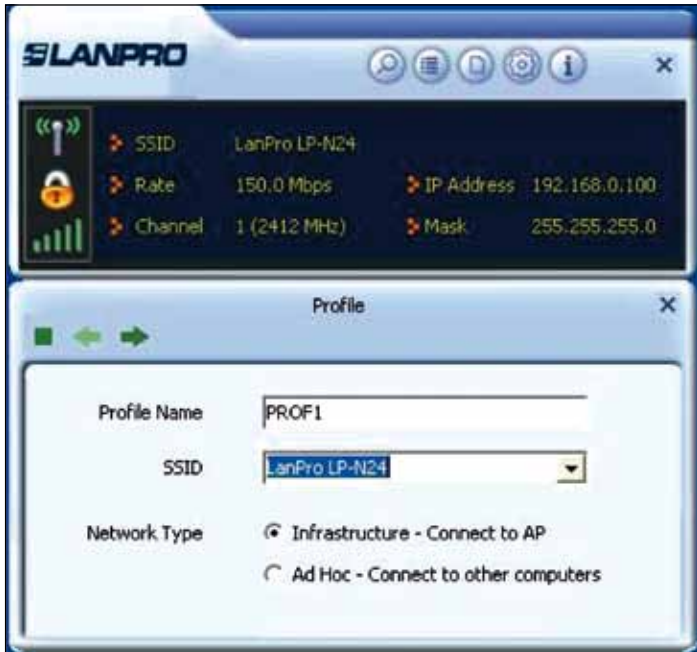 LANPRO
SSID LanPro LP-N24
Rate 150.0 Mbps IP Address 192.168.0.100
Channel 1 (2412 MHz) Mask 255.255.255.0
Profile
Profile Name PROF1
SSID LanPro LP-N24
Network Type Infrastructure - Connect to AP
Ad Hoc - Connect to other computers